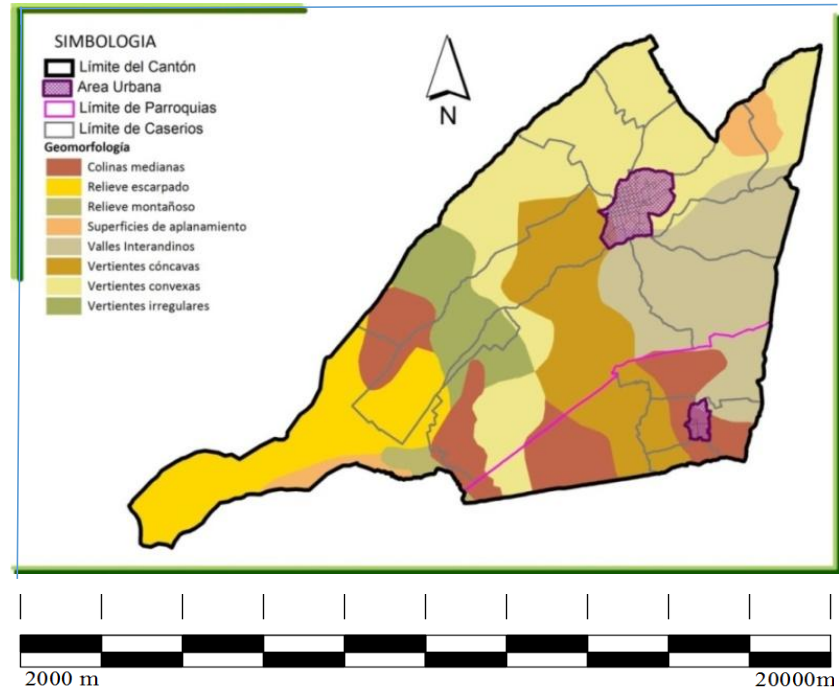 SIMBOLOGIA
Límite del Cantón
Area Urbana
Límite de Parroquias
Límite de Caserios
Geomorfología
Colinas medianas
Relieve escarpado
Relieve montañoso
Superficies de aplanamiento
Valles Interandinos
Vertientes cóncavas
Vertientes convexas
Vertientes irregulares
N
2000 m 20000m